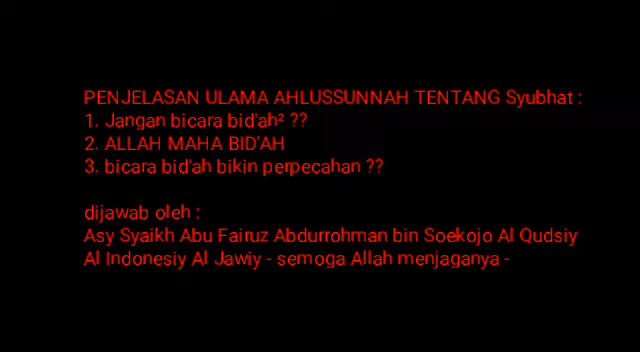 PENJELASAN ULAMA AHLUSSUNNAH TENTANG Syubhat :
1. Jangan bicara bid'ah² ??
2. ALLAH MAHA BID'AH
3. bicara bid'ah bikin perpecahan ??
dijawab oleh :
Asy Syaikh Abu Fairuz Abdurrohman bin Soekojo Al Qudsiy
Al Indonesiy Al Jawiy - semoga Allah menjaganya -